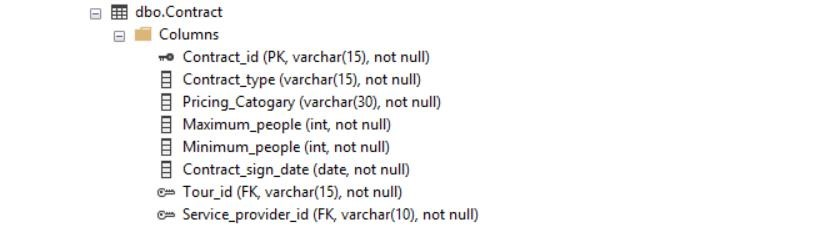 dbo.Contract
Columns
Contract_id (PK, varchar(15), not null)
Contract_type (varchar(15), not null)
Pricing_Catogary (varchar(30), not null)
Maximum_people (int, not null)
Minimum_people (int, not null)
Contract_sign_date (date, not null)
Tour_id (FK, varchar(15), not null)
Service_provider_id (FK, varchar(10), not null)